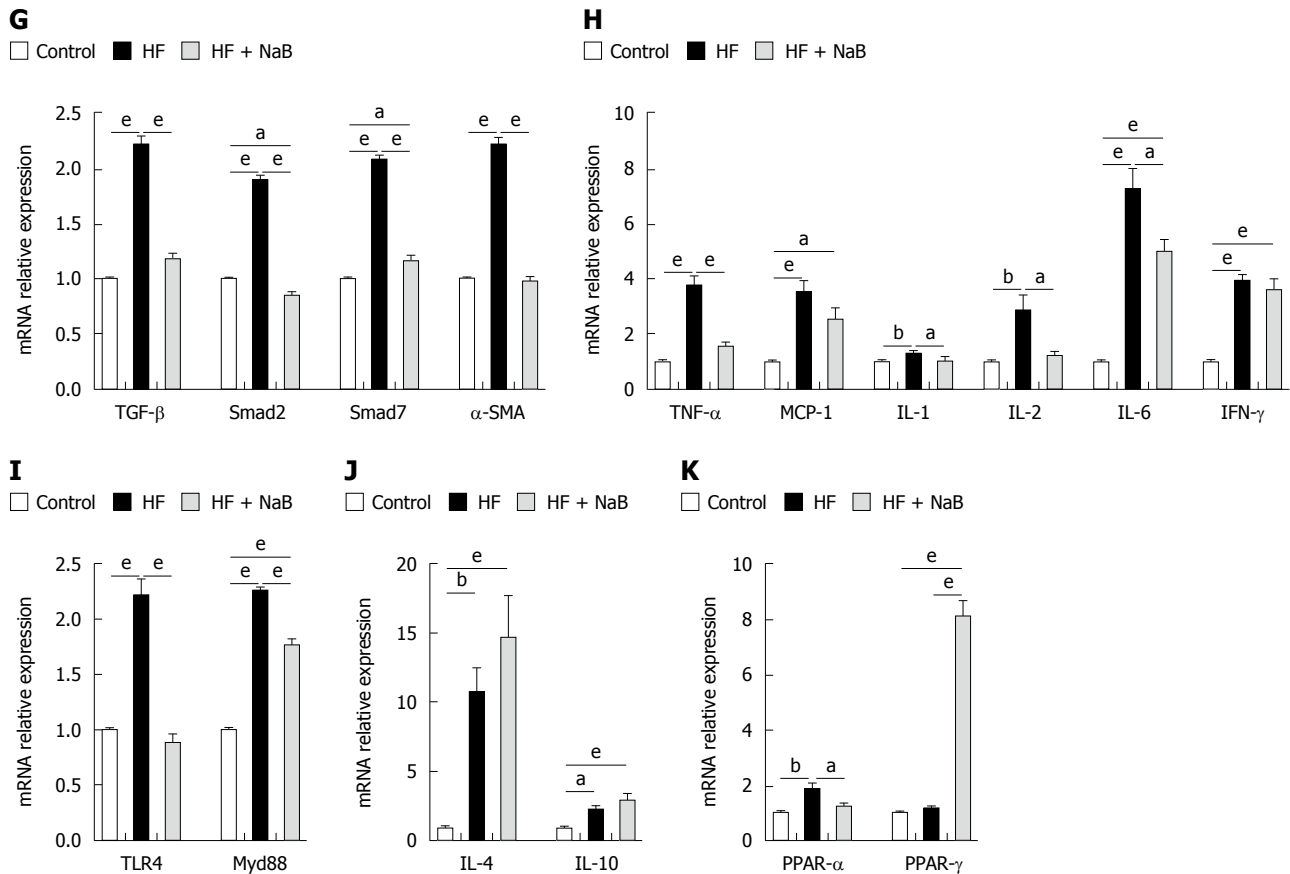 G
Control HF HF + NaB
mRNA relative expression
2.5
2.0
1.5
1.0
0.5
0.0
e e
a
e e
a
e e
e e
TGF-β Smad2 Smad7 α-SMA
H
Control HF HF + NaB
mRNA relative expression
10
8
6
4
2
0
e e
a
e
b a
b a
e
e a
e
e
TNF-α MCP-1 IL-1 IL-2 IL-6 IFN-γ
I
Control HF HF + NaB
mRNA relative expression
2.5
2.0
1.5
1.0
0.5
0.0
e e
e
e e
TLR4 Myd88
J
Control HF HF + NaB
mRNA relative expression
20
15
10
5
0
e
b
e
a
IL-4 IL-10
K
Control HF HF + NaB
mRNA relative expression
10
8
6
4
2
0
b a
e
e
PPAR-α PPAR-γ